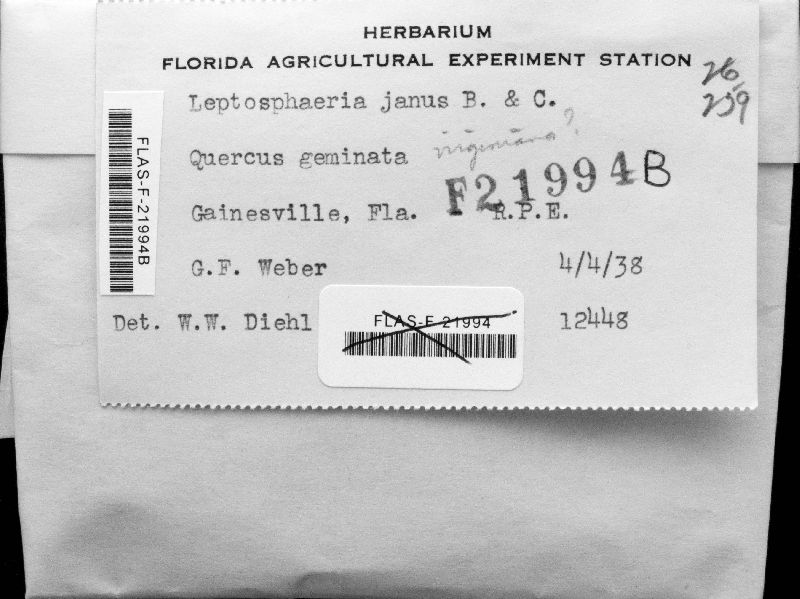 HERBARIUM
FLORIDA AGRICULTURAL EXPERIMENT STATION
26/259
Leptosphaeria janus B. & C.
Quercus geminata virginiana?
F21994B
Gainesville, Fla. R.P.E.
G.F. Weber 4/4/38
Det. W.W. Diehl 12448
FLAS-F-21994B
FLAS-F-21994